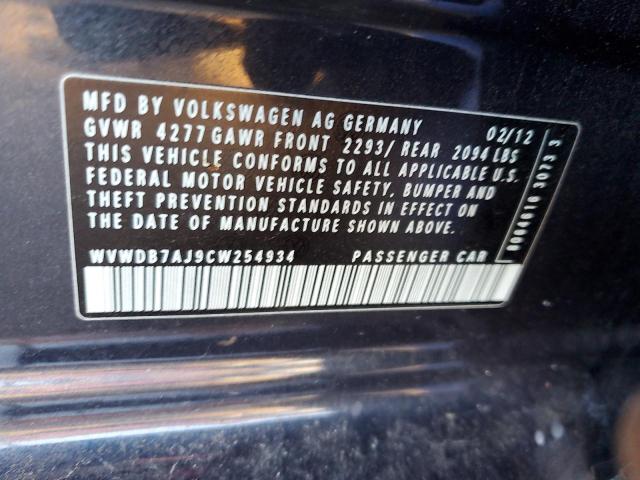 MFD BY VOLKSWAGEN AG GERMANY 02/12
GVWR 4277 GAWR FRONT 2293/ REAR 2094 LBS
THIS VEHICLE CONFORMS TO ALL APPLICABLE U.S.
FEDERAL MOTOR VEHICLE SAFETY, BUMPER AND
THEFT PREVENTION STANDARDS IN EFFECT ON
THE DATE OF MANUFACTURE SHOWN ABOVE.
WVWDB7AJ9CW254934 PASSENGER CAR
3073 3